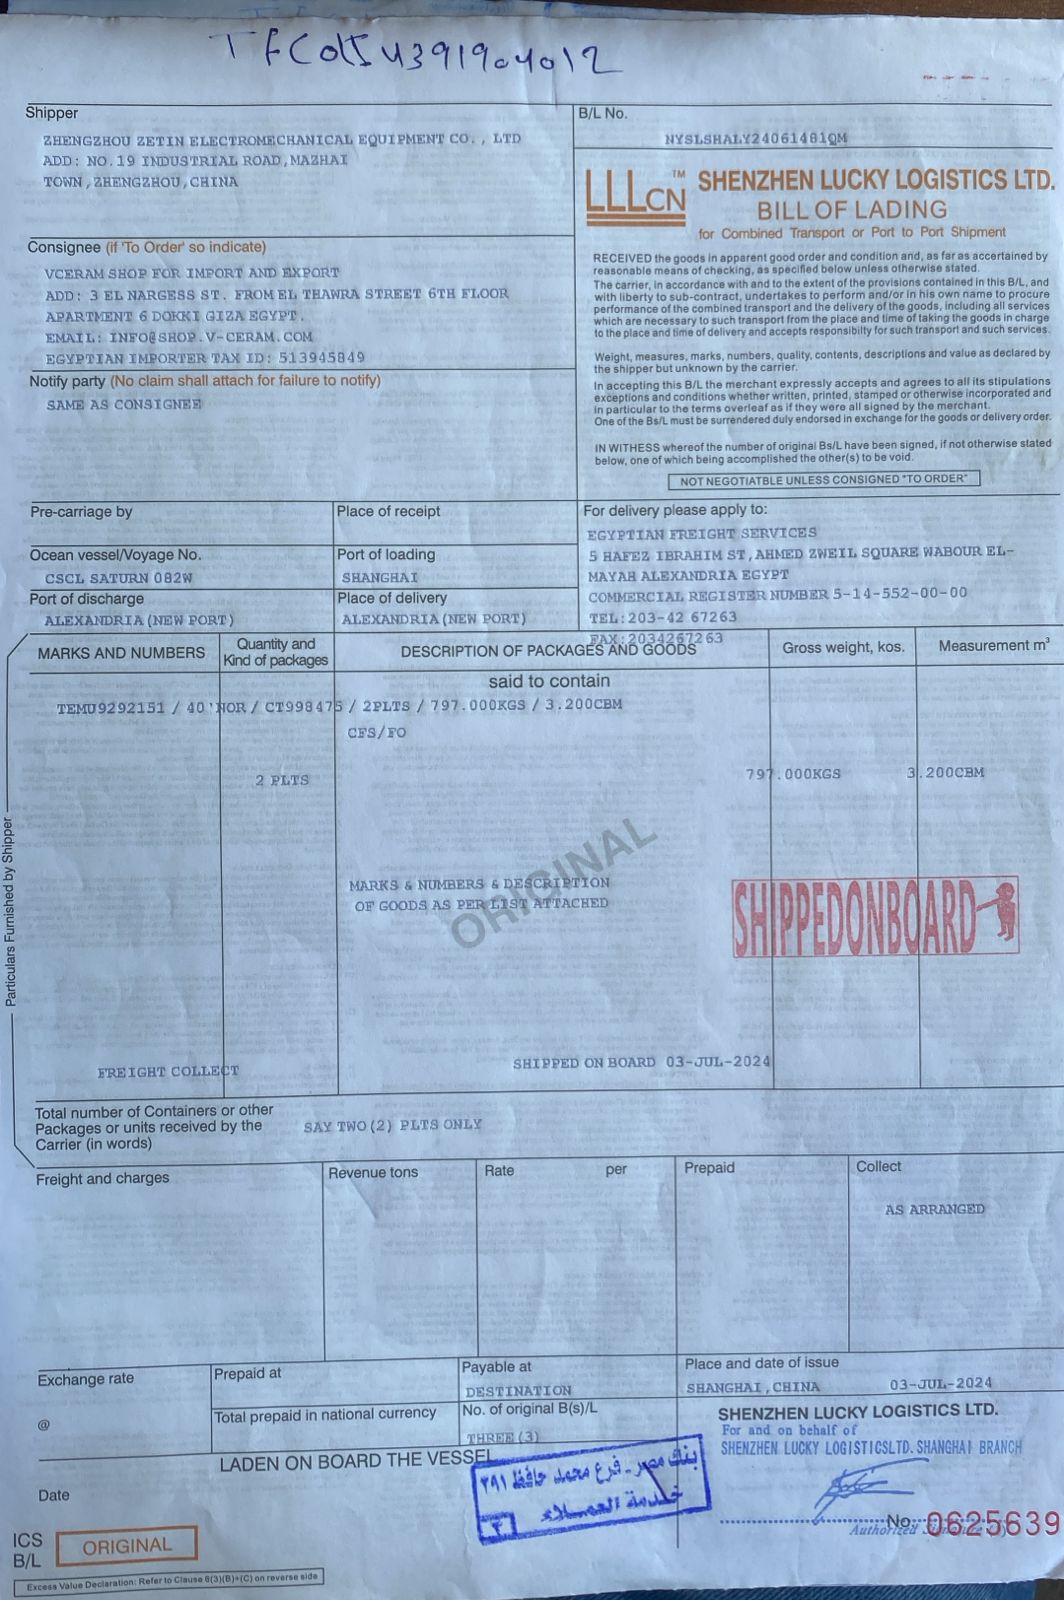 TFC0154391904012
Shipper
ZHENGZHOU ZETIN ELECTROMECHANICAL EQUIPMENT CO., LTD
ADD: NO.19 INDUSTRIAL ROAD,MAZHAI
TOWN,ZHENGZHOU,CHINA
B/L No.
NYSLSHALY24061481QM
LLLCN TM
SHENZHEN LUCKY LOGISTICS LTD.
BILL OF LADING
for Combined Transport or Port to Port Shipment
Consignee (if 'To Order' so indicate)
VCERAM SHOP FOR IMPORT AND EXPORT
ADD: 3 EL NARGESS ST. FROM EL THAWRA STREET 6TH FLOOR
APARTMENT 6 DOKKI GIZA EGYPT.
EMAIL: INFO@SHOP.V-CERAM.COM
EGYPTIAN IMPORTER TAX ID: 513945849
RECEIVED the goods in apparent good order and condition and, as far as ascertained by
reasonable means of checking, as specified below unless otherwise stated.
The carrier, in accordance with and to the extent of the provisions contained in this B/L, and
with liberty to sub-contract, undertakes to perform and/or in his own name to procure
performance of the combined transport and the delivery of the goods, including all services
which are necessary to such transport from the place and time of taking the goods in charge
to the place and time of delivery and accepts responsibilty for such transport and such services.
Weight, measures, marks, numbers, quality, contents, descriptions and value as declared by
the shipper but unknown by the carrier.
In accepting this B/L the merchant expressly accepts and agrees to all its stipulations
exceptions and conditions whether written, printed, stamped or otherwise incorporated and
in particular to the terms overleaf as if they were all signed by the merchant.
One of the Bs/L must be surrendered duly endorsed in exchange for the goods or delivery order.
IN WITHESS whereof the number of original Bs/L have been signed, if not otherwise stated
below, one of which being accomplished the other(s) to be void.
NOT NEGOTIATBLE UNLESS CONSIGNED "TO ORDER"
Notify party (No claim shall attach for failure to notify)
SAME AS CONSIGNEE
Pre-carriage by
Place of receipt
For delivery please apply to:
EGYPTIAN FREIGHT SERVICES
5 HAFEZ IBRAHIM ST,AHMED ZWEIL SQUARE WABOUR EL-
MAYAH ALEXANDRIA EGYPT
COMMERCIAL REGISTER NUMBER 5-14-552-00-00
TEL:203-42 67263
FAX:2034267263
Ocean vessel/Voyage No.
CSCL SATURN 082W
Port of loading
SHANGHAI
Port of discharge
ALEXANDRIA(NEW PORT)
Place of delivery
ALEXANDRIA(NEW PORT)
MARKS AND NUMBERS
Quantity and
Kind of packages
DESCRIPTION OF PACKAGES AND GOODS
Gross weight, kos.
Measurement m³
said to contain
TEMU9292151 / 40'NOR / CT998475 / 2PLTS / 797.000KGS / 3.200CBM
CFS/FO
2 PLTS
797.000KGS
3.200CBM
ORIGINAL
MARKS & NUMBERS & DESCRIPTION
OF GOODS AS PER LIST ATTACHED
SHIPPEDONBOARD
Particulars Furnished by Shipper
FREIGHT COLLECT
SHIPPED ON BOARD 03-JUL-2024
Total number of Containers or other
Packages or units received by the
Carrier (in words)
SAY TWO(2) PLTS ONLY
Freight and charges
Revenue tons
Rate
per
Prepaid
Collect
AS ARRANGED
Exchange rate
@
Prepaid at
Total prepaid in national currency
Payable at
DESTINATION
No. of original B(s)/L
THREE(3)
Place and date of issue
SHANGHAI,CHINA
03-JUL-2024
SHENZHEN LUCKY LOGISTICS LTD.
For and on behalf of
SHENZHEN LUCKY LOGISTICSLTD. SHANGHAI BRANCH
LADEN ON BOARD THE VESSEL
Date
بنك مصر - فرع محمد حافظ ٢٩١
خدمة العملاء
٣
No. 0625639
Authorized
ICS
B/L
ORIGINAL
Excess Value Declaration: Refer to Clause 6(3)(B)+(C) on reverse side